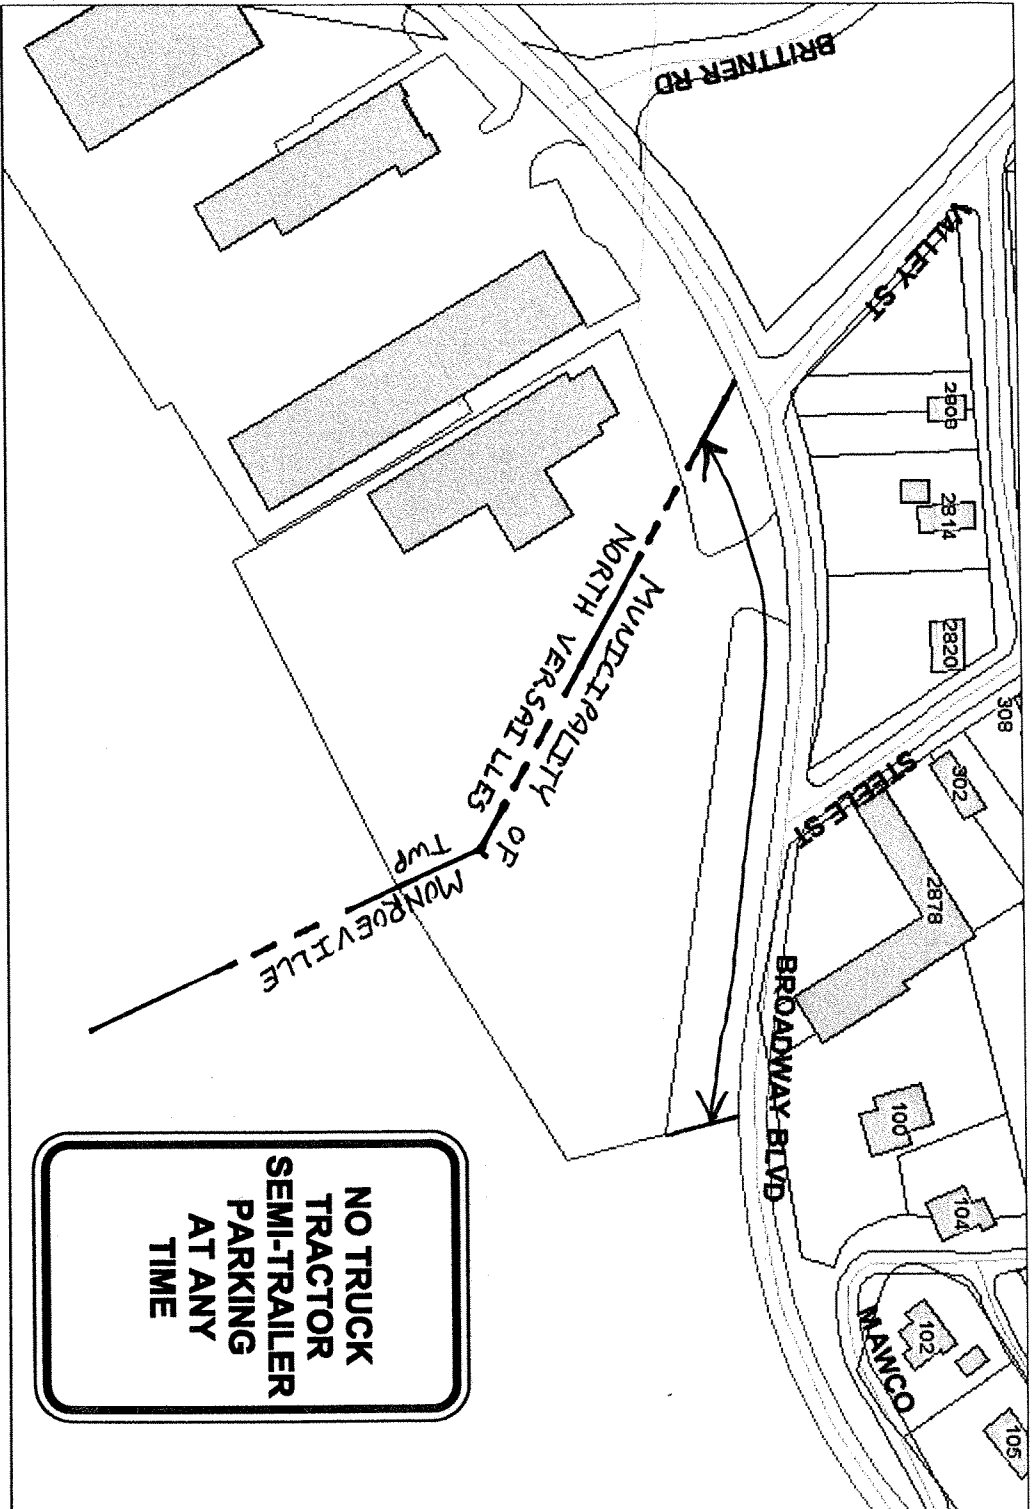 BRITTNER RD
VALLEY ST
2808
2814
2820
308
STEELE ST
302
2878
BROADWAY BLVD
100
104
MAWCO
102
105
MUNICIPALITY OF
MONROEVILLE
NORTH VERSAILLES
TWP
NO TRUCK
TRACTOR
SEMI-TRAILER
PARKING
AT ANY
TIME